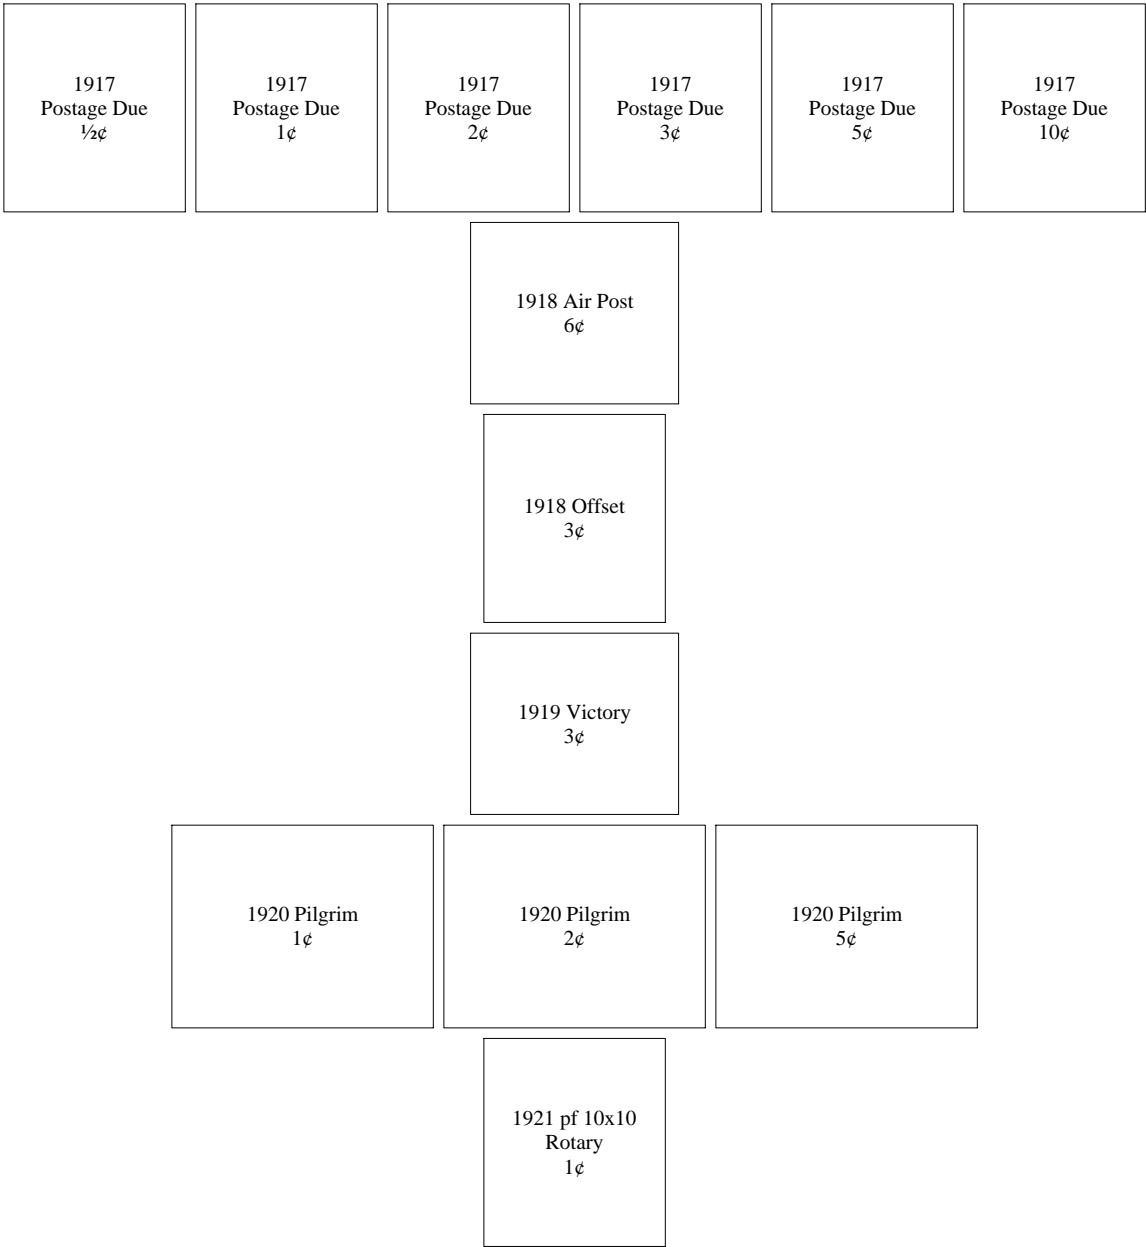 1917
Postage Due
½¢
1917
Postage Due
1¢
1917
Postage Due
2¢
1917
Postage Due
3¢
1917
Postage Due
5¢
1917
Postage Due
10¢
1918 Air Post
6¢
1918 Offset
3¢
1919 Victory
3¢
1920 Pilgrim
1¢
1920 Pilgrim
2¢
1920 Pilgrim
5¢
1921 pf 10x10
Rotary
1¢